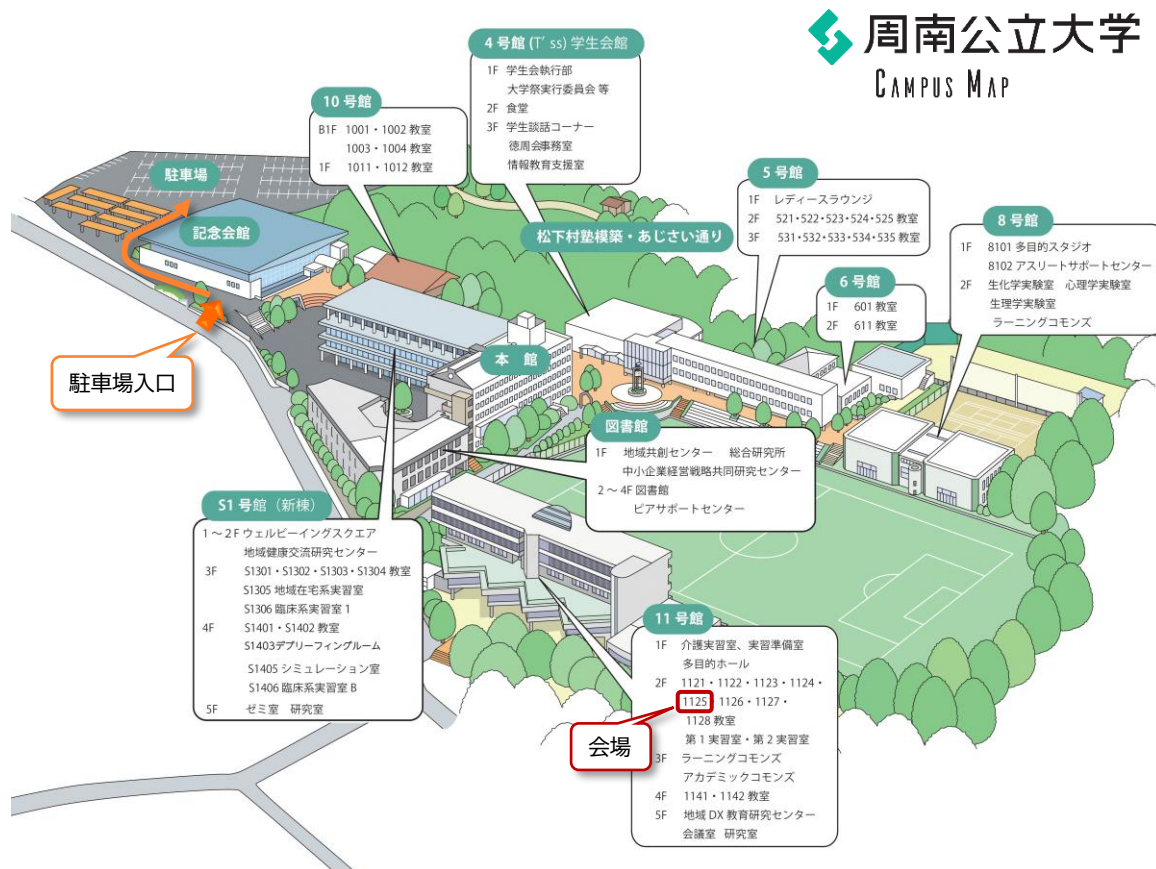 周南公立大学
CAMPUS MAP
4 号館 (T´ss) 学生会館
1F 学生会執行部
大学祭実行委員会 等
2F 食堂
3F 学生談話コーナー
徳周会事務室
情報教育支援室
10 号館
B1F 1001・1002 教室
1003・1004 教室
1F 1011・1012 教室
駐車場
記念会館
松下村塾模築・あじさい通り
5 号館
1F レディースラウンジ
2F 521・522・523・524・525 教室
3F 531・532・533・534・535 教室
8 号館
1F 8101 多目的スタジオ
8102 アスリートサポートセンター
2F 生化学実験室 心理学実験室
生理学実験室
ラーニングコモンズ
6 号館
1F 601 教室
2F 611 教室
駐車場入口
本 館
図書館
1F 地域共創センター 総合研究所
中小企業経営戦略共同研究センター
2 ～ 4F 図書館
ピアサポートセンター
S1 号館（新棟）
1 ～ 2 F ウェルビーイングスクエア
地域健康交流研究センター
3F S1301・S1302・S1303・S1304 教室
S1305 地域在宅系実習室
S1306 臨床系実習室 1
4F S1401・S1402 教室
S1403デブリーフィングルーム
S1405 シミュレーション室
S1406 臨床系実習室 B
5F ゼミ室 研究室
11 号館
1F 介護実習室、実習準備室
多目的ホール
2F 1121・1122・1123・1124・
1125 1126・1127・
1128 教室
第 1 実習室・第 2 実習室
3F ラーニングコモンズ
アカデミックコモンズ
4F 1141・1142 教室
5F 地域 DX 教育研究センター
会議室 研究室
会場